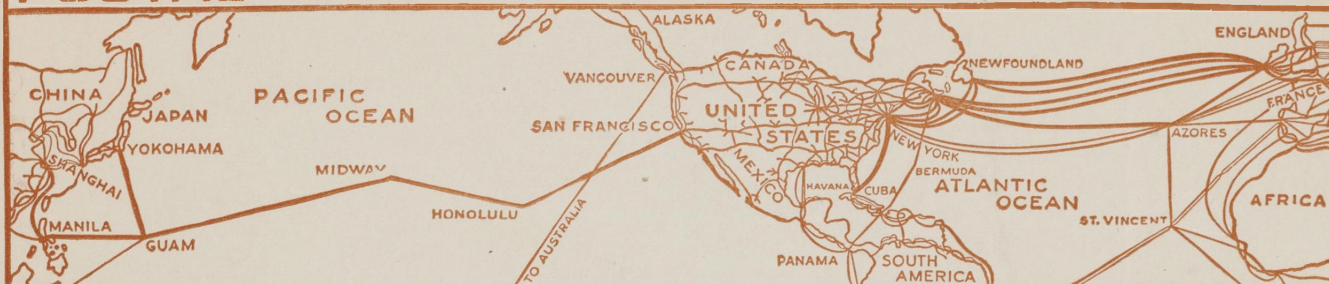 ALASKA
ENGLAND
CANADA
NEWFOUNDLAND
VANCOUVER
CHINA
PACIFIC
OCEAN
FRANCE
JAPAN
UNITED
STATES
SAN FRANCISCO
AZORES
YOKOHAMA
NEW YORK
SHANGHAI
MEXICO
MIDWAY
BERMUDA
HAVANA
CUBA
ATLANTIC
OCEAN
AFRICA
HONOLULU
ST. VINCENT
MANILA
GUAM
TO AUSTRALIA
PANAMA
SOUTH
AMERICA